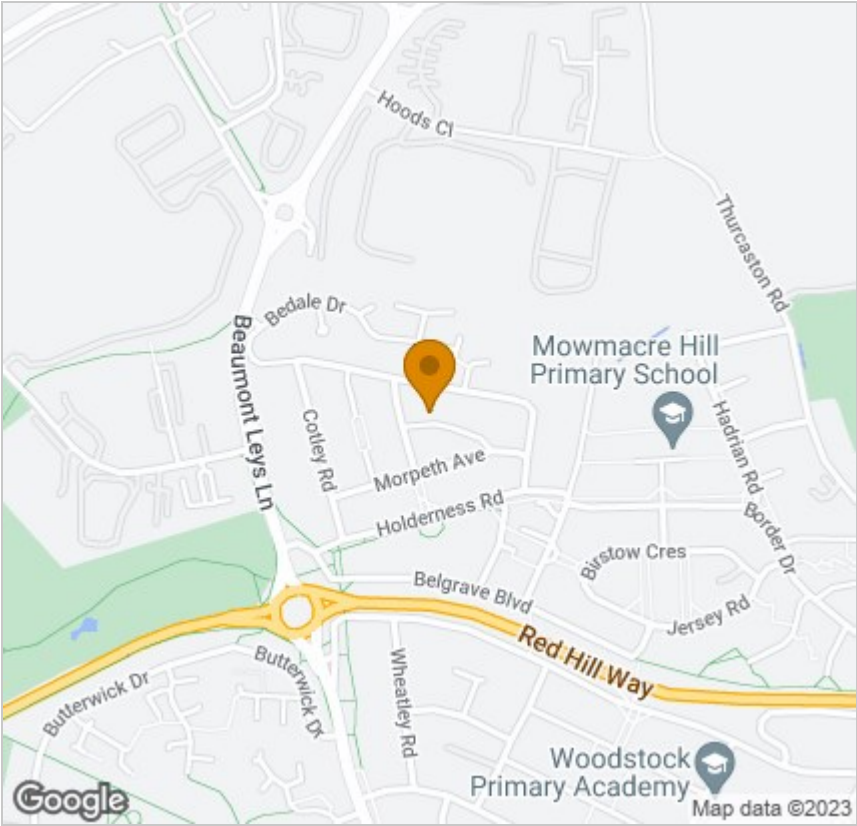 Hoods Cl
Thurcaston Rd
Bedale Dr
Beaumont Leys Ln
Mowmacre Hill
Primary School
Cotley Rd
Hadrian Rd
Morpeth Ave
Holderness Rd
Border Dr
Birstow Cres
Belgrave Blvd
Jersey Rd
Red Hill Way
Butterwick Dr
Butterwick Dr
Wheatley Rd
Woodstock
Primary Academy
Google
Map data ©2023